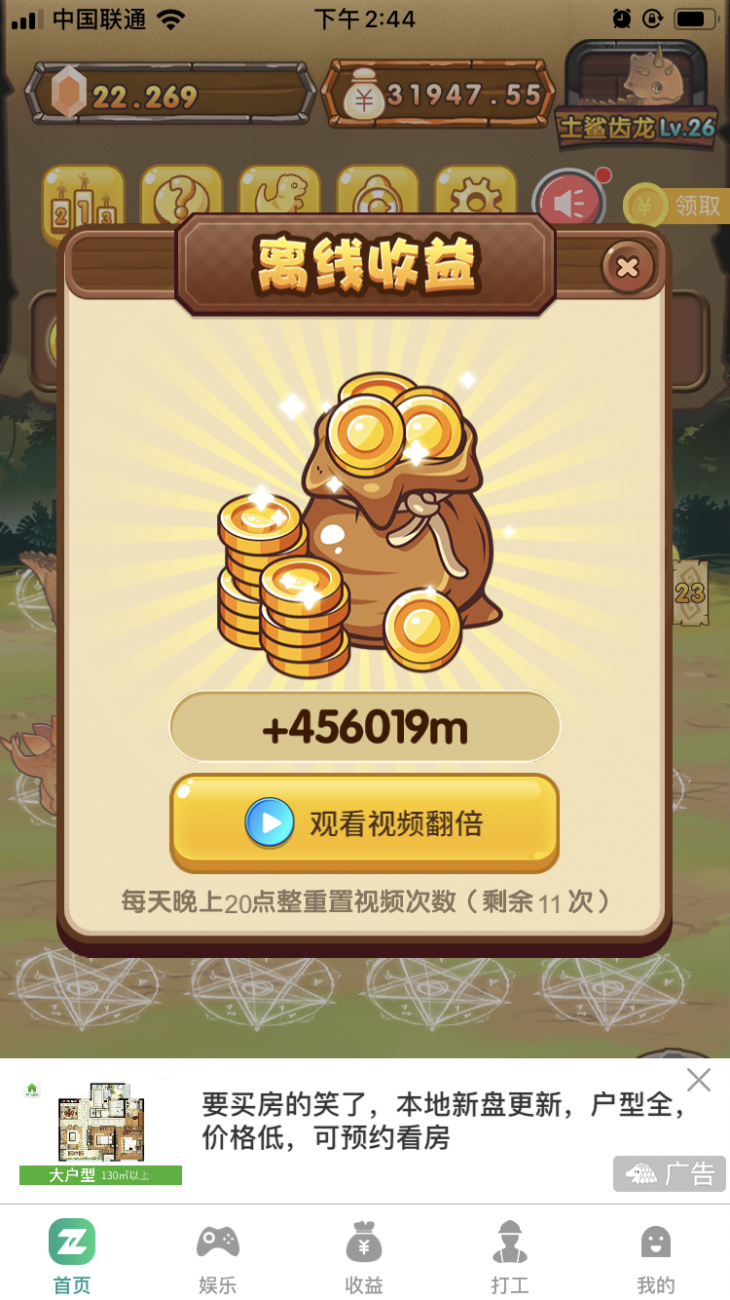 中国联通
下午2:44
22.269
31947.55
土鲨齿龙Lv.26
2 1 3
领取
离线收益
23
+456019m
观看视频翻倍
每天晚上20点整重置视频次数（剩余11次）
要买房的笑了，本地新盘更新，户型全，
价格低，可预约看房
大户型 130㎡以上
广告
首页
娱乐
收益
打工
我的